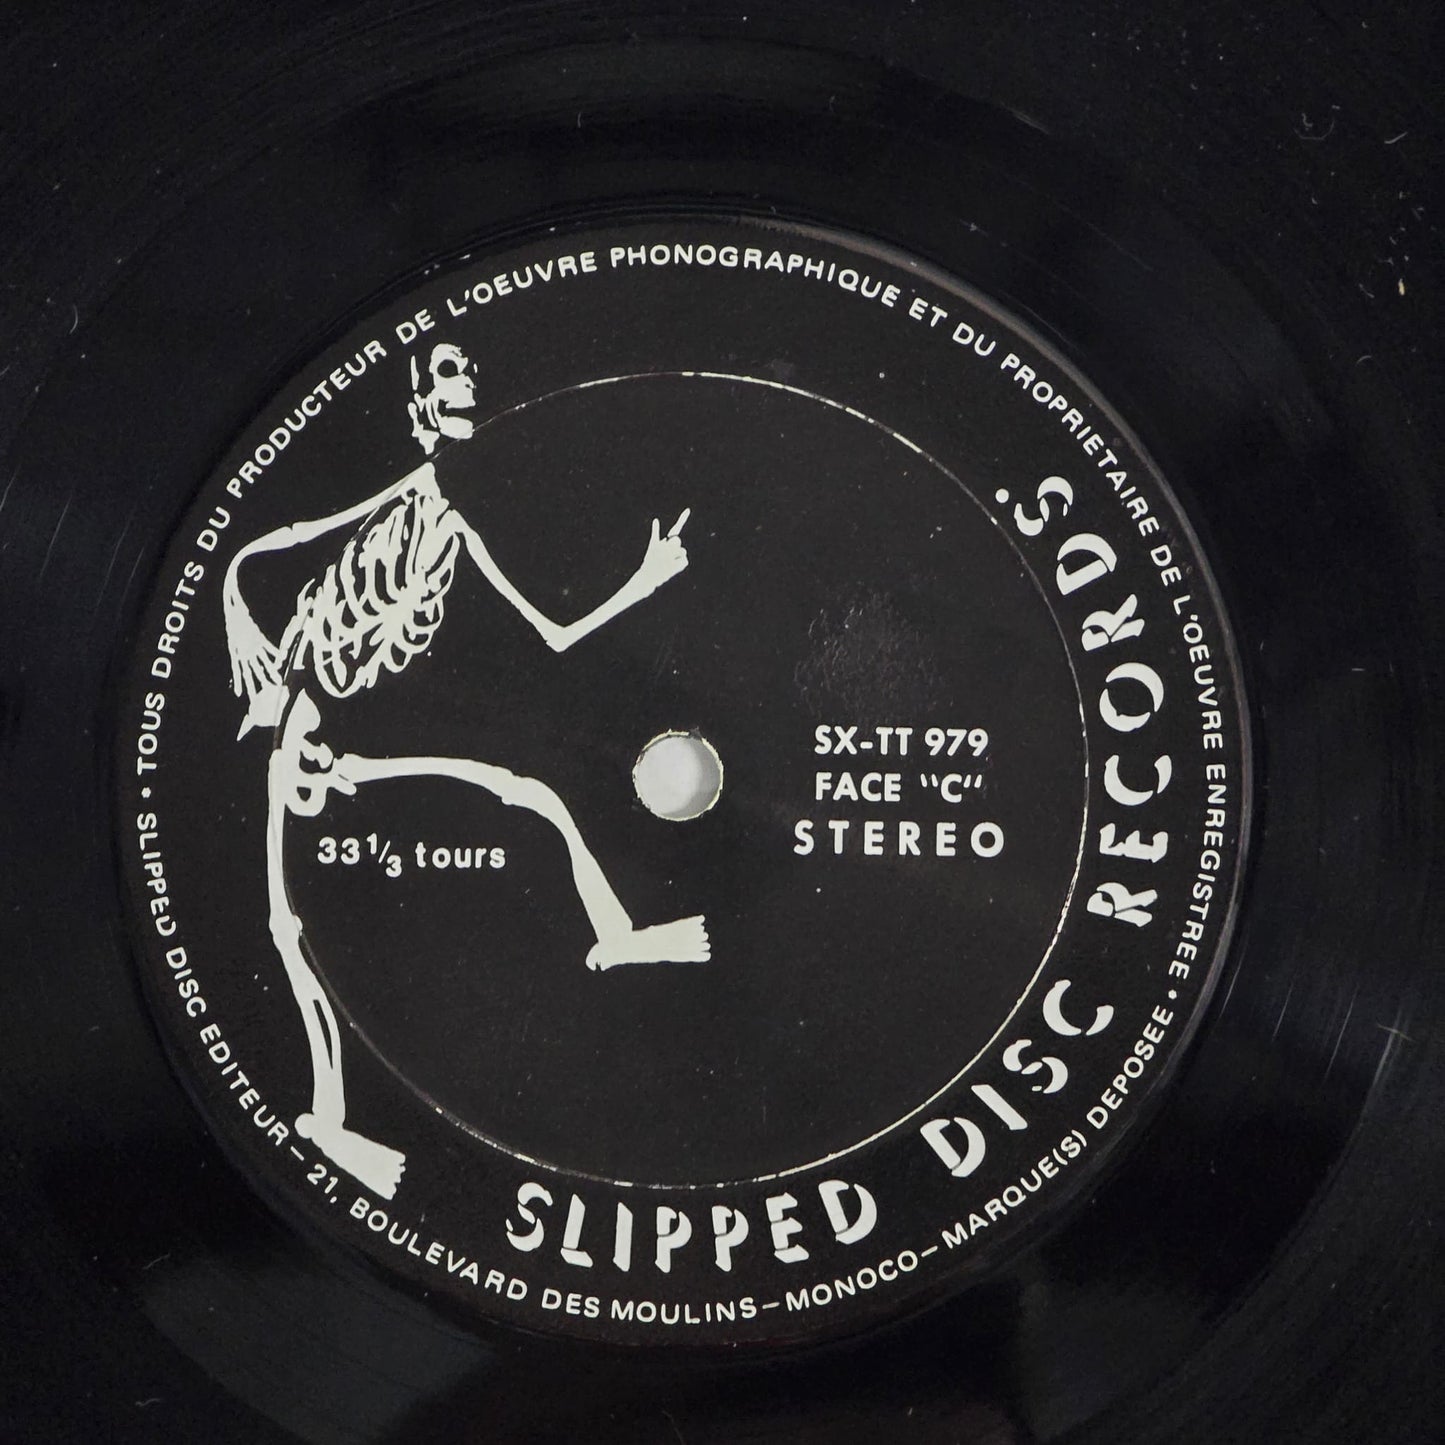 • TOUS DROITS DU PRODUCTEUR DE L'OEUVRE PHONOGRAPHIQUE ET DU PROPRIETAIRE DE L'OEUVRE ENREGISTREE •
SLIPPED DISC EDITEUR – 21, BOULEVARD DES MOULINS – MONOCO – MARQUE(S) DEPOSEE •
SX-TT 979
FACE "C"
STEREO
33 1/3 tours
SLIPPED DISC RECORD'S.